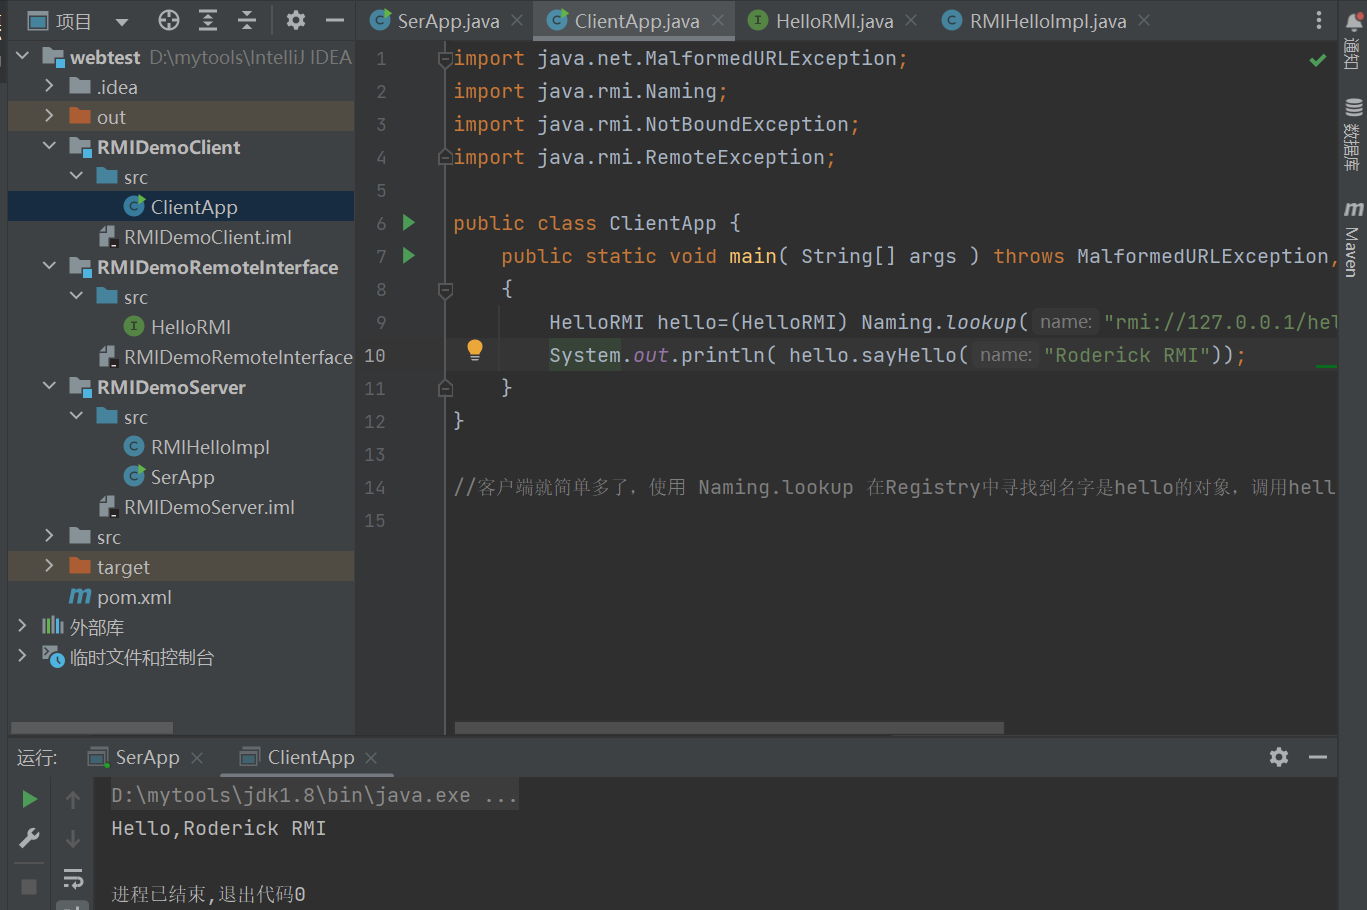 项目
SerApp.java
ClientApp.java
HelloRMI.java
RMIHelloImpl.java
webtest D:\mytools\IntelliJ IDEA
.idea
out
RMIDemoClient
src
ClientApp
RMIDemoClient.iml
RMIDemoRemoteInterface
src
HelloRMI
RMIDemoRemoteInterface
RMIDemoServer
src
RMIHelloImpl
SerApp
RMIDemoServer.iml
src
target
pom.xml
外部库
临时文件和控制台
1 import java.net.MalformedURLException;
2 import java.rmi.Naming;
3 import java.rmi.NotBoundException;
4 import java.rmi.RemoteException;
5
6 public class ClientApp {
7 public static void main( String[] args ) throws MalformedURLException,
8 {
9 HelloRMI hello=(HelloRMI) Naming.lookup( name: "rmi://127.0.0.1/hel
10 System.out.println( hello.sayHello( name: "Roderick RMI"));
11 }
12 }
13
14 //客户端就简单多了，使用 Naming.lookup 在Registry中寻找到名字是hello的对象，调用hell
15
通知
数据库
Maven
运行:
SerApp
ClientApp
D:\mytools\jdk1.8\bin\java.exe ...
Hello,Roderick RMI
进程已结束,退出代码0